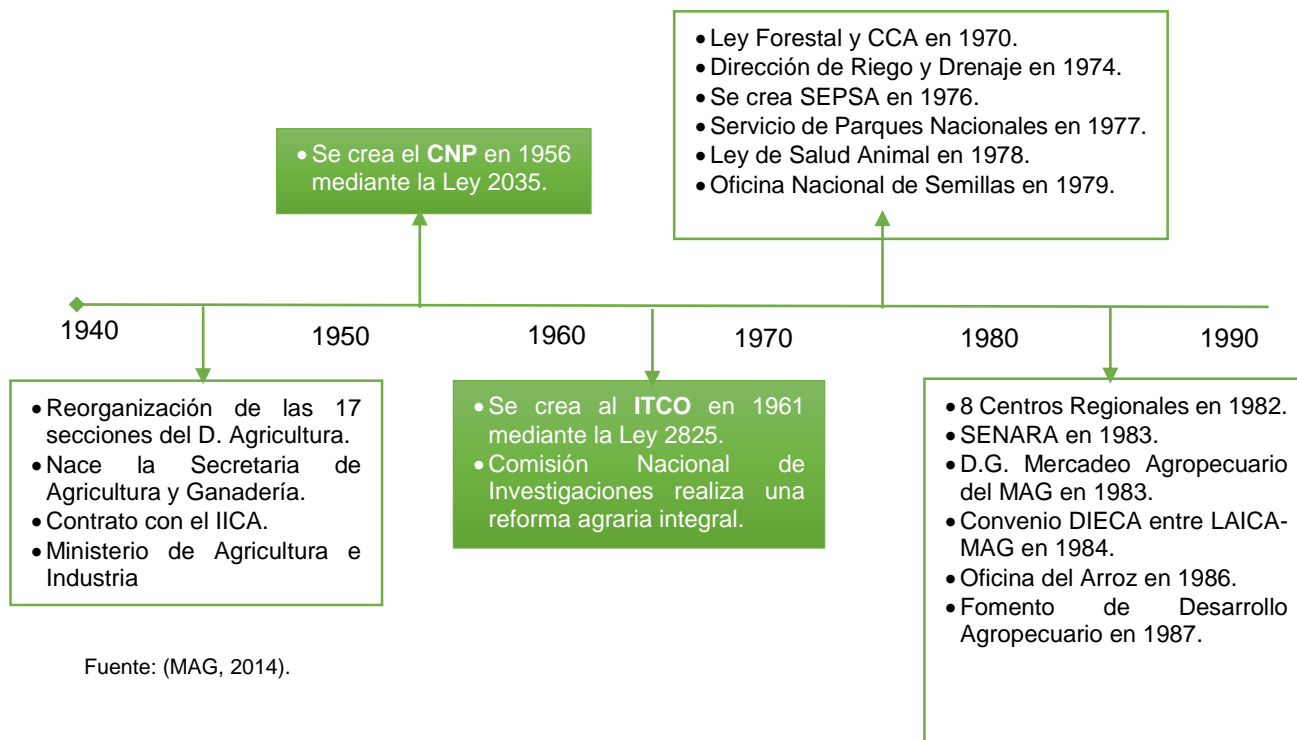 • Ley Forestal y CCA en 1970.
• Dirección de Riego y Drenaje en 1974.
• Se crea SEPSA en 1976.
• Servicio de Parques Nacionales en 1977.
• Ley de Salud Animal en 1978.
• Oficina Nacional de Semillas en 1979.
• Se crea el CNP en 1956
mediante la Ley 2035.
1940
1950
1960
1970
1980
1990
• Reorganización de las 17
secciones del D. Agricultura.
• Nace la Secretaria de
Agricultura y Ganadería.
• Contrato con el IICA.
• Ministerio de Agricultura e
Industria
• Se crea al ITCO en 1961
mediante la Ley 2825.
• Comisión Nacional de
Investigaciones realiza una
reforma agraria integral.
• 8 Centros Regionales en 1982.
• SENARA en 1983.
• D.G. Mercadeo Agropecuario
del MAG en 1983.
• Convenio DIECA entre LAICA-
MAG en 1984.
• Oficina del Arroz en 1986.
• Fomento de Desarrollo
Agropecuario en 1987.
Fuente: (MAG, 2014).